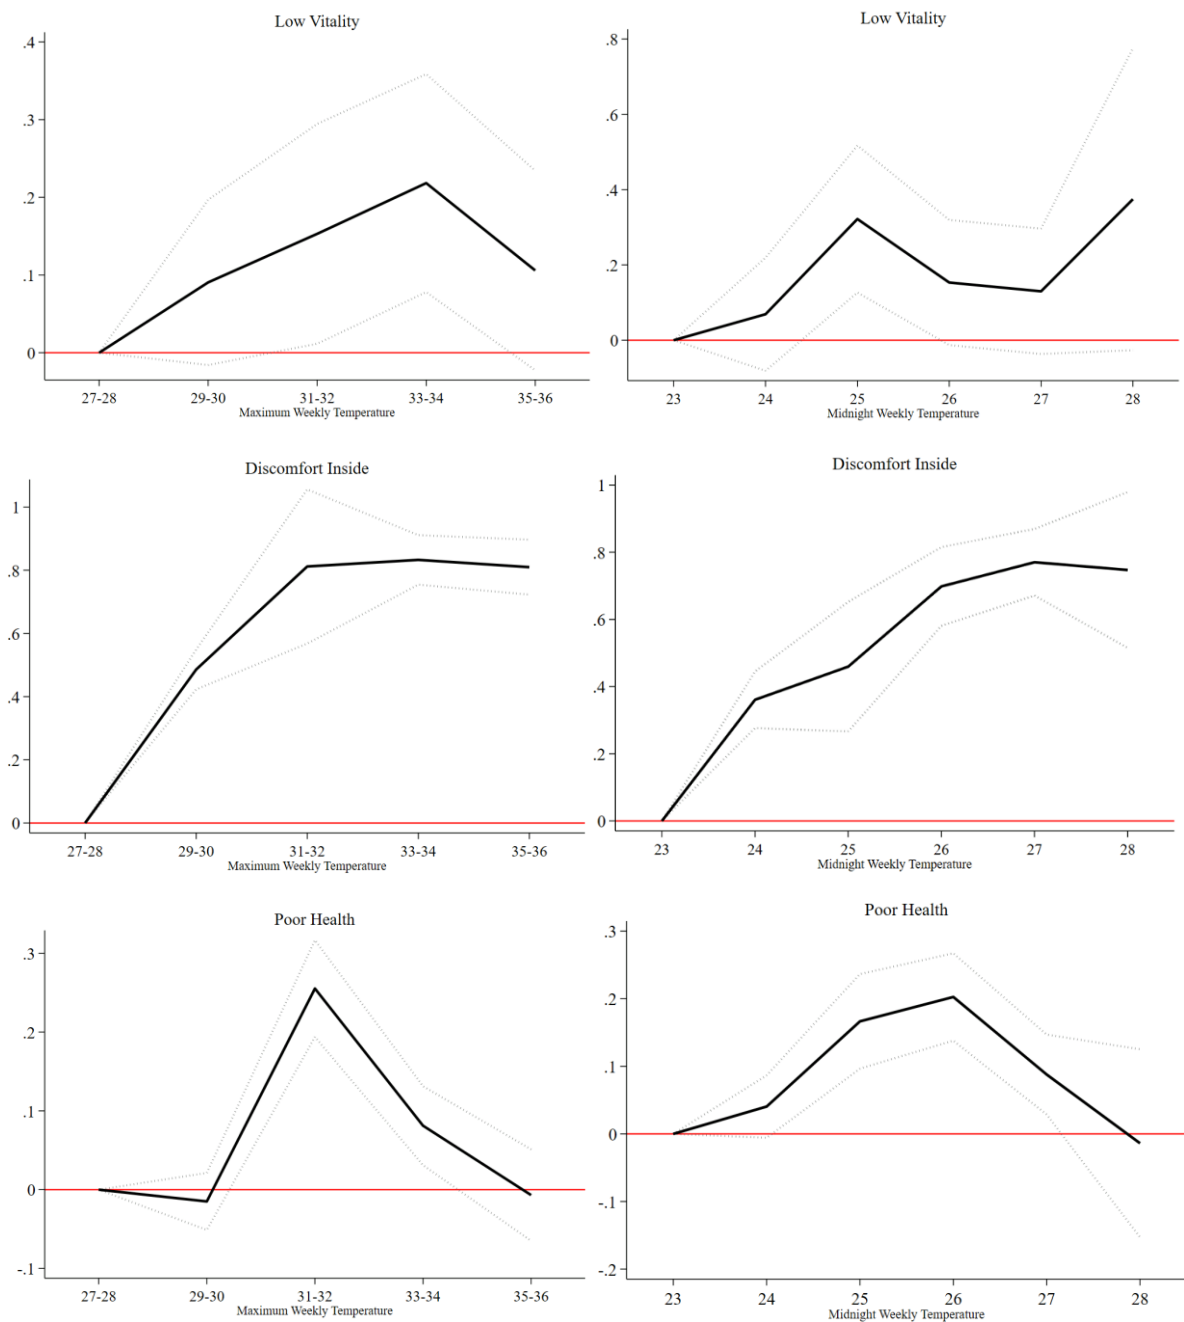 Low Vitality
.4
.3
.2
.1
0
27-28 29-30 31-32 33-34 35-36
Maximum Weekly Temperature
Low Vitality
.8
.6
.4
.2
0
23 24 25 26 27 28
Midnight Weekly Temperature
Discomfort Inside
1
.8
.6
.4
.2
0
27-28 29-30 31-32 33-34 35-36
Maximum Weekly Temperature
Discomfort Inside
1
.8
.6
.4
.2
0
23 24 25 26 27 28
Midnight Weekly Temperature
Poor Health
.3
.2
.1
0
-.1
27-28 29-30 31-32 33-34 35-36
Maximum Weekly Temperature
Poor Health
.3
.2
.1
0
-.1
-.2
23 24 25 26 27 28
Midnight Weekly Temperature